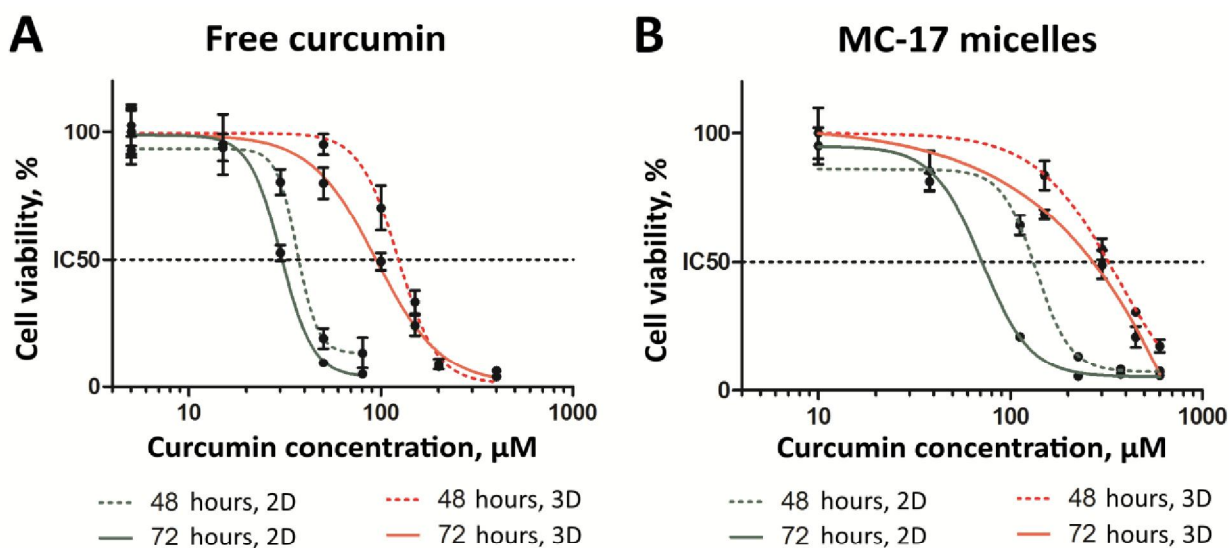 A
Free curcumin
100
IC50
0
10
100
1000
Cell viability, %
Curcumin concentration, µM
48 hours, 2D
48 hours, 3D
72 hours, 2D
72 hours, 3D
B
MC-17 micelles
100
IC50
0
10
100
1000
Cell viability, %
Curcumin concentration, µM
48 hours, 2D
48 hours, 3D
72 hours, 2D
72 hours, 3D